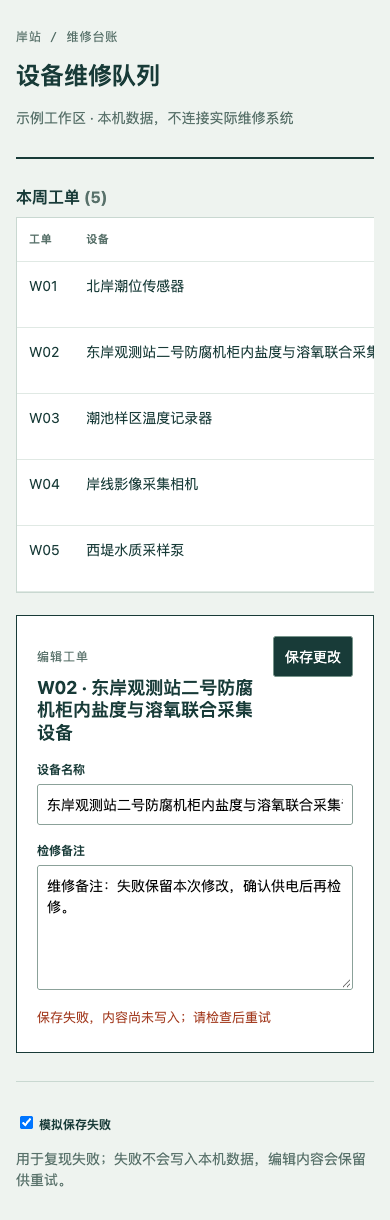 岸站 / 维修台账
设备维修队列
示例工作区 · 本机数据，不连接实际维修系统
本周工单 (5)
工单 设备
W01 北岸潮位传感器
W02 东岸观测站二号防腐机柜内盐度与溶氧联合采集
W03 潮池样区温度记录器
W04 岸线影像采集相机
W05 西堤水质采样泵
编辑工单
保存更改
W02 · 东岸观测站二号防腐
机柜内盐度与溶氧联合采集
设备
设备名称
东岸观测站二号防腐机柜内盐度与溶氧联合采集
检修备注
维修备注：失败保留本次修改，确认供电后再检
修。
保存失败，内容尚未写入；请检查后重试
模拟保存失败
用于复现失败；失败不会写入本机数据，编辑内容会保留
供重试。